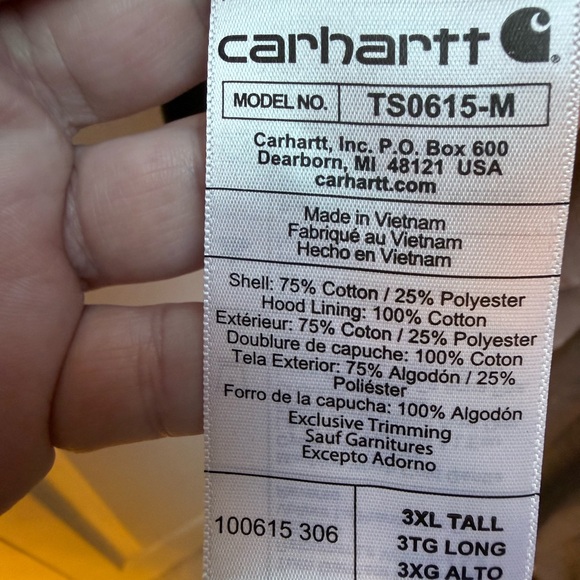 carhartt
MODEL NO. TS0615-M
Carhartt, Inc. P.O. Box 600
Dearborn, MI 48121 USA
carhartt.com
Made in Vietnam
Fabriqué au Vietnam
Hecho en Vietnam
Shell: 75% Cotton / 25% Polyester
Hood Lining: 100% Cotton
Extérieur: 75% Coton / 25% Polyester
Doublure de capuche: 100% Coton
Tela Exterior: 75% Algodón / 25%
Poliéster
Forro de la capucha: 100% Algodón
Exclusive Trimming
Sauf Garnitures
Excepto Adorno
100615 306
3XL TALL
3TG LONG
3XG ALTO